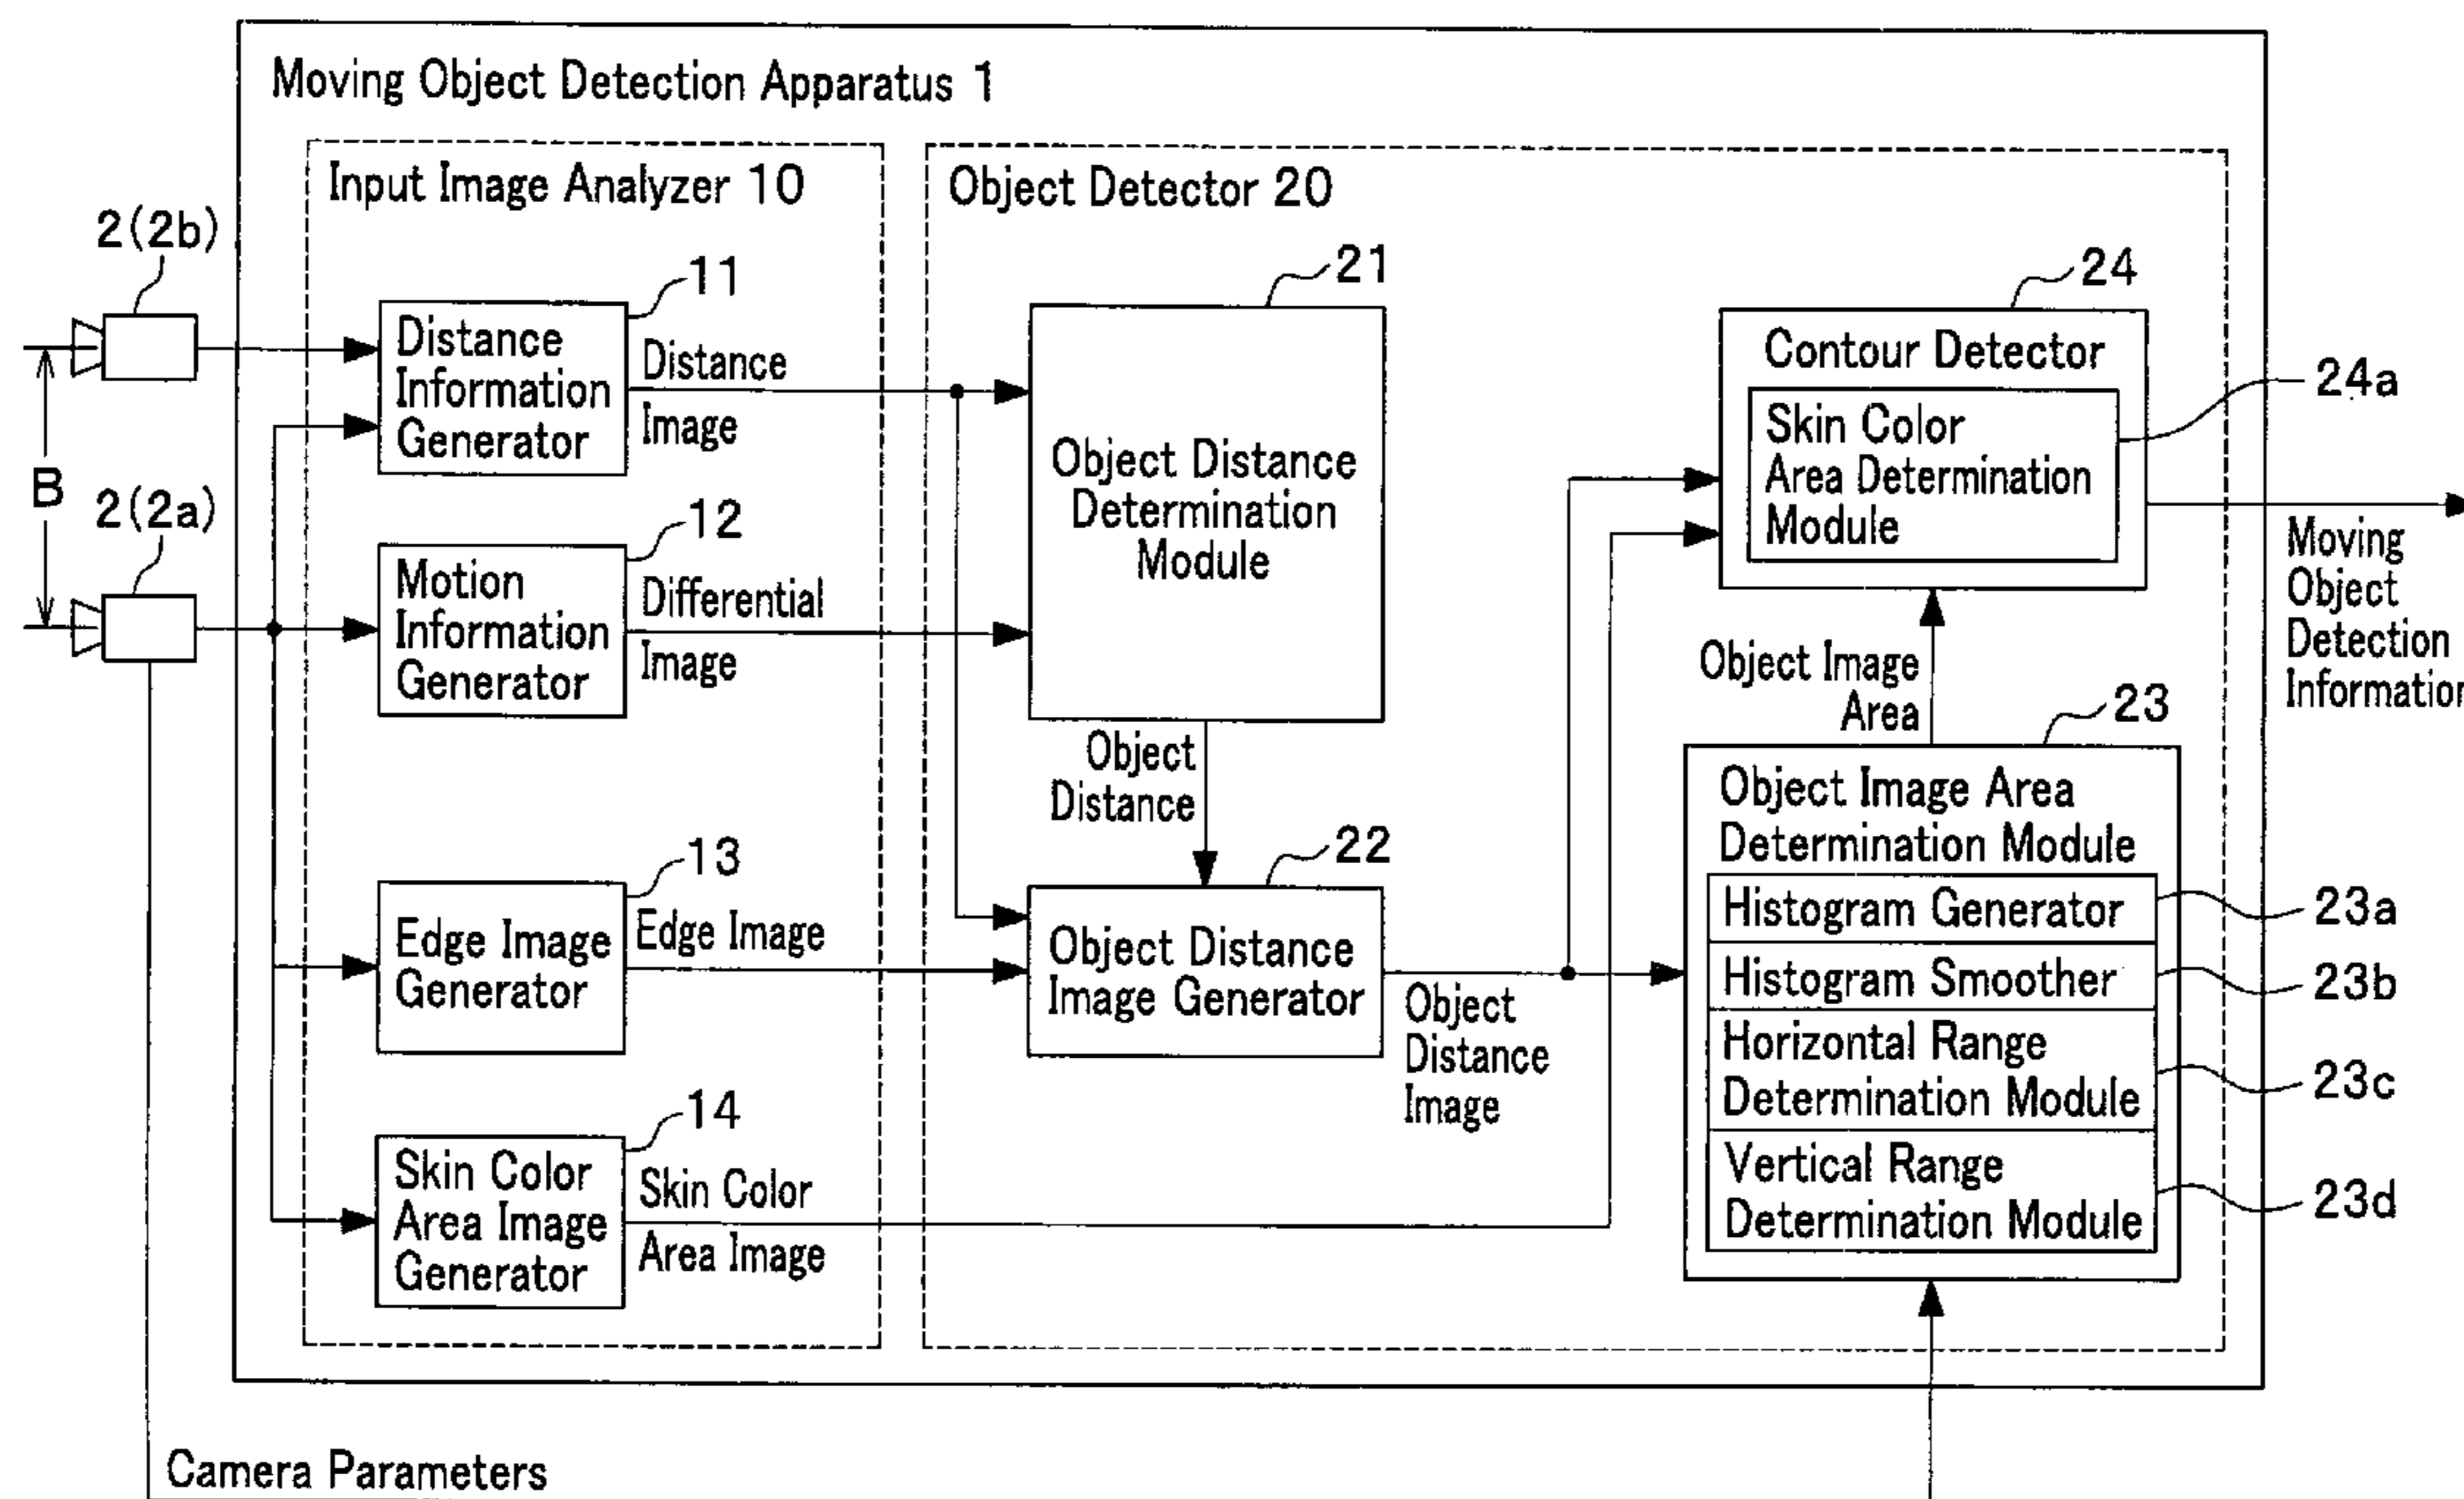 Moving Object Detection Apparatus 1
Input Image Analyzer 10
Object Detector 20
2(2b)
B
2(2a)
11
Distance
Information
Generator
Distance
Image
12
Motion
Information
Generator
Differential
Image
13
Edge Image
Generator
Edge Image
14
Skin Color
Area Image
Generator
Skin Color
Area Image
21
Object Distance
Determination
Module
Object
Distance
22
Object Distance
Image Generator
Object
Distance
Image
24
Contour Detector
24a
Skin Color
Area Determination
Module
Moving
Object
Detection
Information
Object Image
Area
23
Object Image Area
Determination Module
Histogram Generator
23a
Histogram Smoother
23b
Horizontal Range
Determination Module
23c
Vertical Range
Determination Module
23d
Camera Parameters